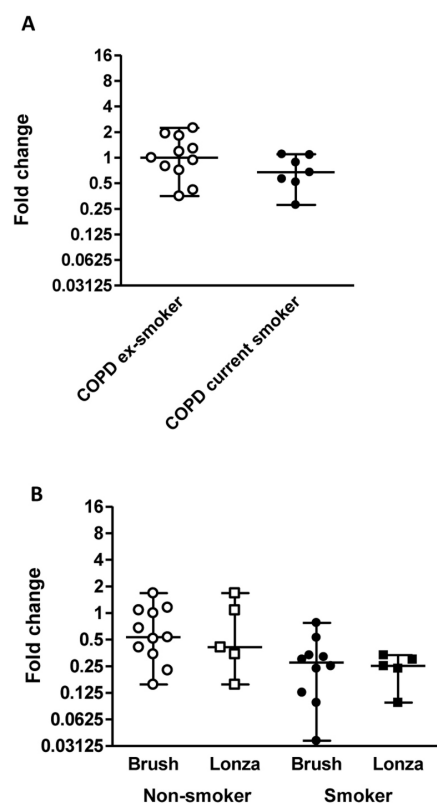 A
Fold change
16
8
4
2
1
0.5
0.25
0.125
0.0625
0.03125
COPD ex-smoker
COPD current smoker
B
Fold change
16
8
4
2
1
0.5
0.25
0.125
0.0625
0.03125
Brush Lonza Brush Lonza
Non-smoker Smoker